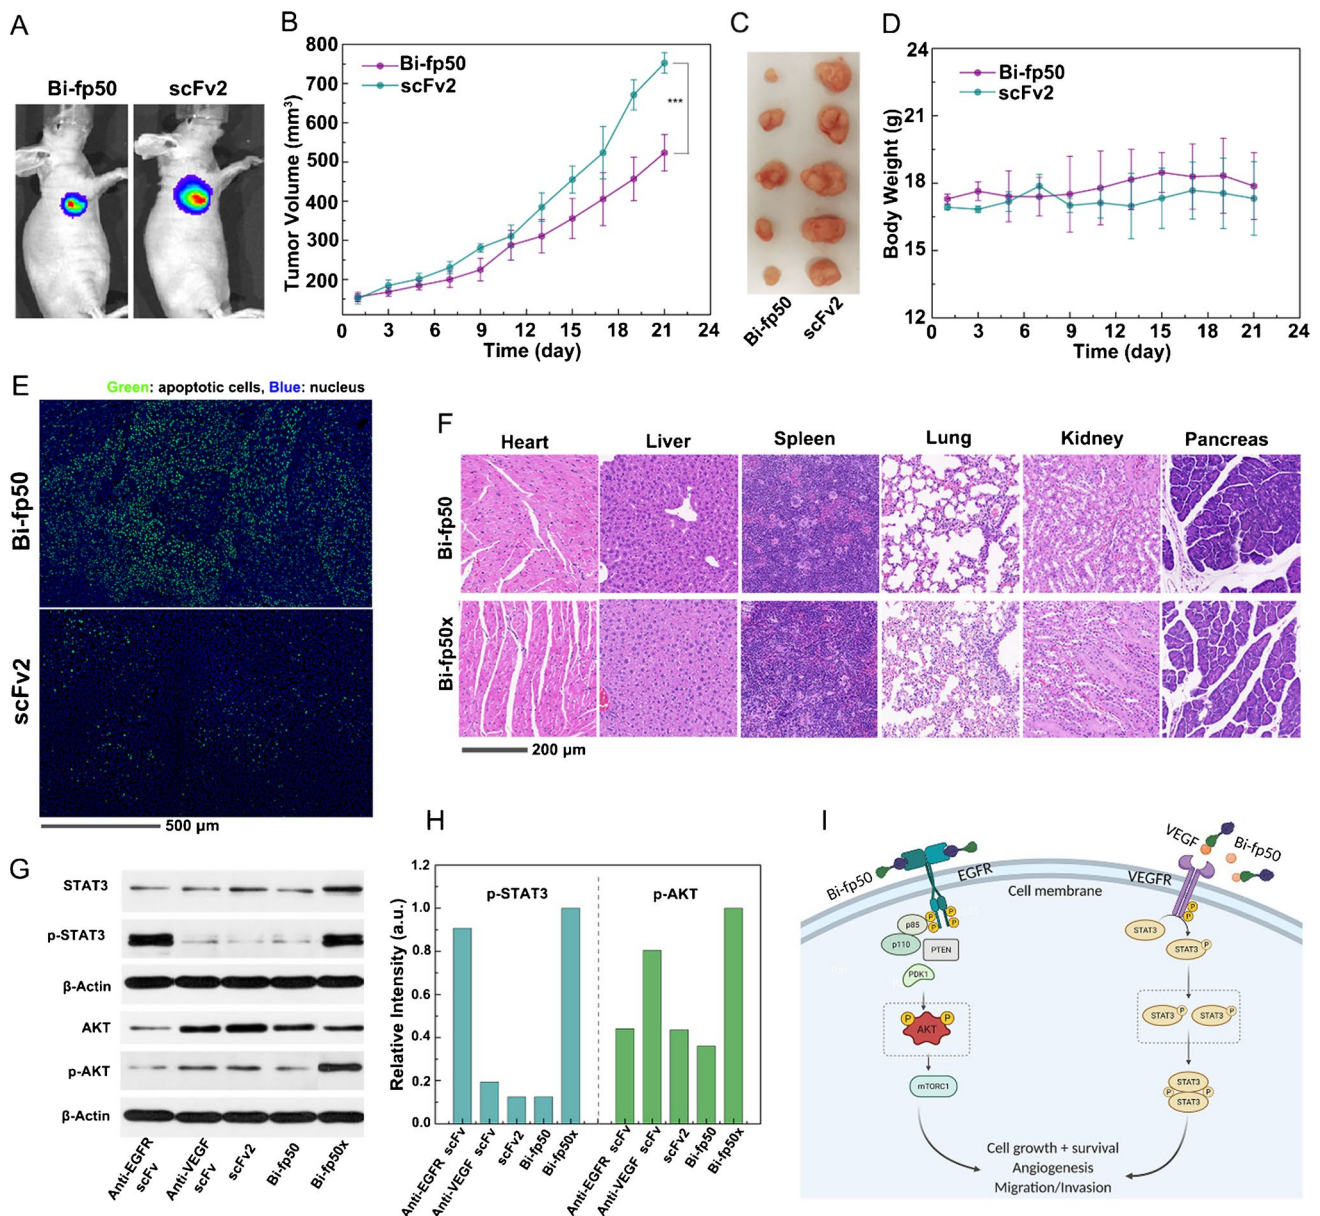 A
Bi-fp50
scFv2
B
800
700
600
500
400
300
200
Tumor Volume (mm³)
Bi-fp50
scFv2
***
0
3
6
9
12
15
18
21
24
Time (day)
C
Bi-fp50
scFv2
D
24
21
18
15
12
Body Weight (g)
Bi-fp50
scFv2
0
3
6
9
12
15
18
21
24
Time (day)
E
Green: apoptotic cells, Blue: nucleus
Bi-fp50
scFv2
500 μm
F
Heart
Liver
Spleen
Lung
Kidney
Pancreas
Bi-fp50
Bi-fp50x
200 μm
G
STAT3
p-STAT3
β-Actin
AKT
p-AKT
β-Actin
Anti-EGFR
scFv
Anti-VEGF
scFv
scFv2
Bi-fp50
Bi-fp50x
H
1.2
1.0
0.8
0.6
0.4
0.2
0.0
Relative Intensity (a.u.)
p-STAT3
p-AKT
Anti-EGFR scFv
Anti-VEGF scFv
scFv2
Bi-fp50
Bi-fp50x
Anti-EGFR scFv
Anti-VEGF scFv
scFv2
Bi-fp50
Bi-fp50x
I
Bi-fp50
EGFR
Cell membrane
VEGFR
VEGF
Bi-fp50
P
P
P
P
p85
p110
PTEN
PDK1
P
P
AKT
mTORC1
P
P
STAT3
STAT3
P
STAT3
P
STAT3
P
STAT3
P
P
STAT3
Cell growth + survival
Angiogenesis
Migration/Invasion